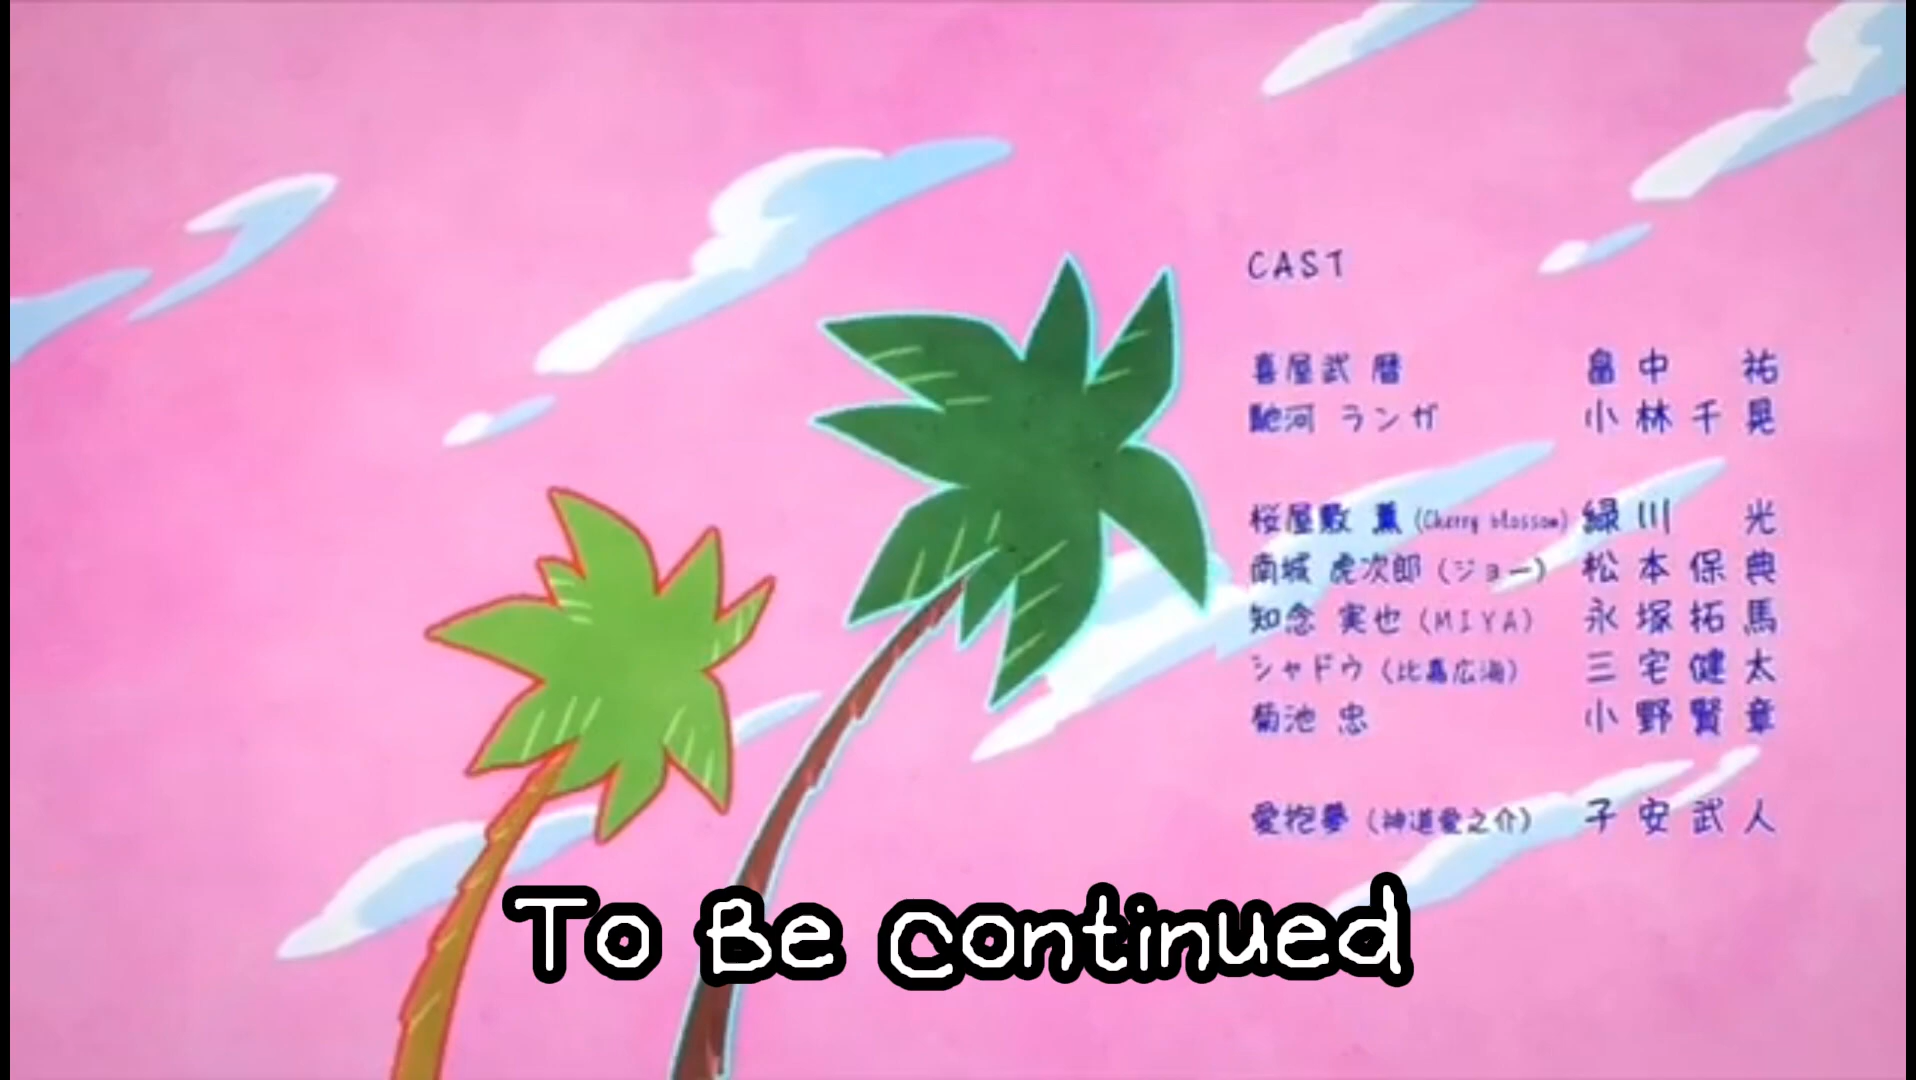 CAST
喜屋武 暦 畠中 祐
馳河 ランガ 小林千晃
桜屋敷 薫 (Cherry blossom) 緑川 光
南城 虎次郎 (ジョー) 松本保典
知念 実也 (MIYA) 永塚拓馬
シャドウ (比嘉広海) 三宅健太
菊池 忠 小野賢章
愛抱夢 (神道愛之介) 子安武人
To Be continued